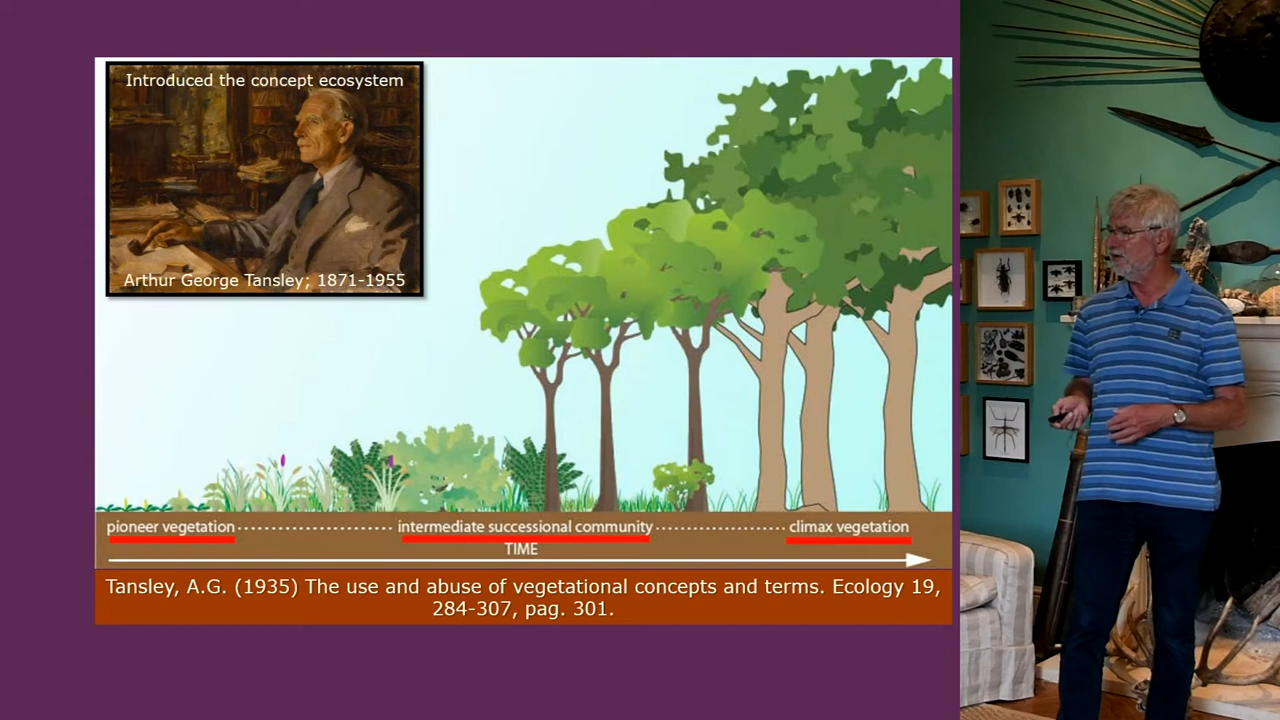 Introduced the concept ecosystem
Arthur George Tansley; 1871-1955
pioneer vegetation intermediate successional community climax vegetation
TIME
Tansley, A.G. (1935) The use and abuse of vegetational concepts and terms. Ecology 19,
284-307, pag. 301.